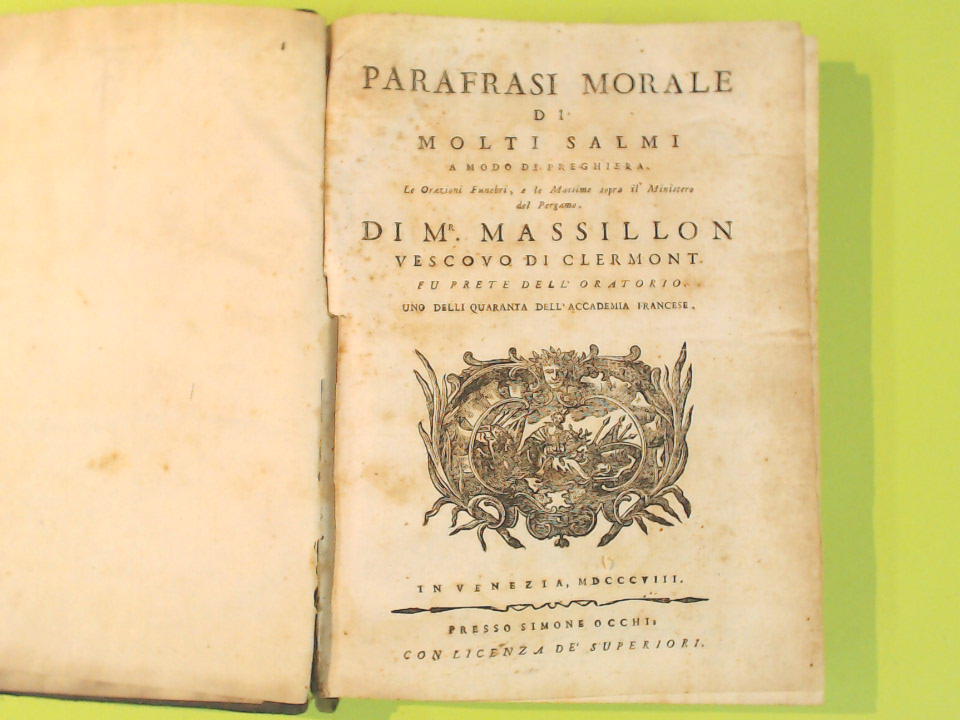 PARAFRASI MORALE
DI
MOLTI SALMI
A MODO DI PREGHIERA.
Le Orazioni Funebri, e le Massime sopra il Ministero
del Pergamo.
DI MR. MASSILLON
VESCOVO DI CLERMONT.
FU PRETE DELL' ORATORIO.
UNO DELLI QUARANTA DELL' ACCADEMIA FRANCESE.
IN VENEZIA, MDCCCVIII.
PRESSO SIMONE OCCHI;
CON LICENZA DE' SUPERIORI.